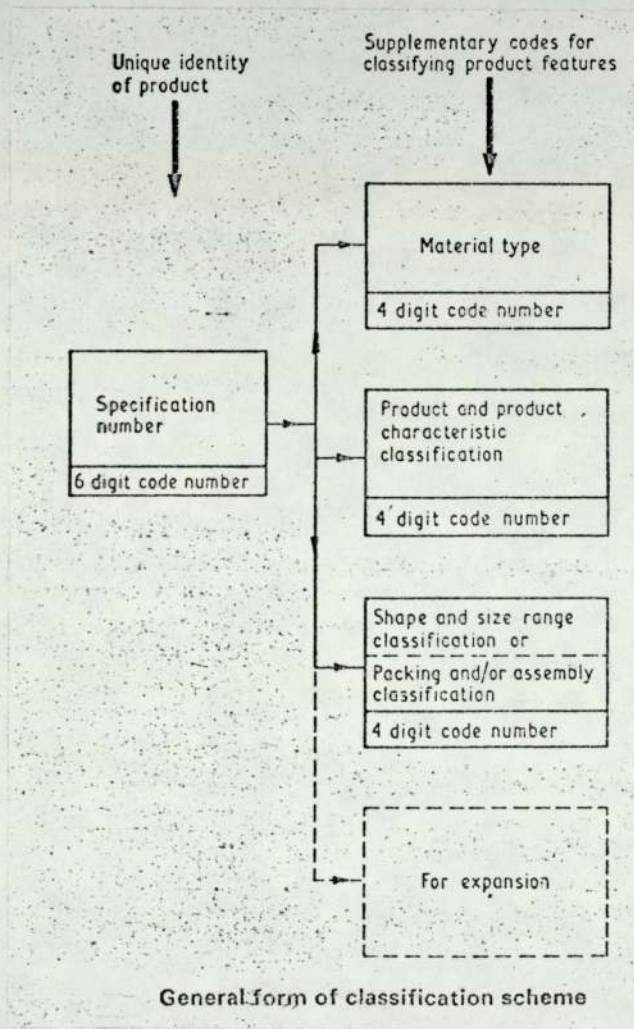 Unique identity
of product
Supplementary codes for
classifying product features
Material type
4 digit code number
Specification
number
6 digit code number
Product and product
characteristic
classification
4 digit code number
Shape and size range
classification or
Packing and/or assembly
classification
4 digit code number
For expansion
General form of classification scheme